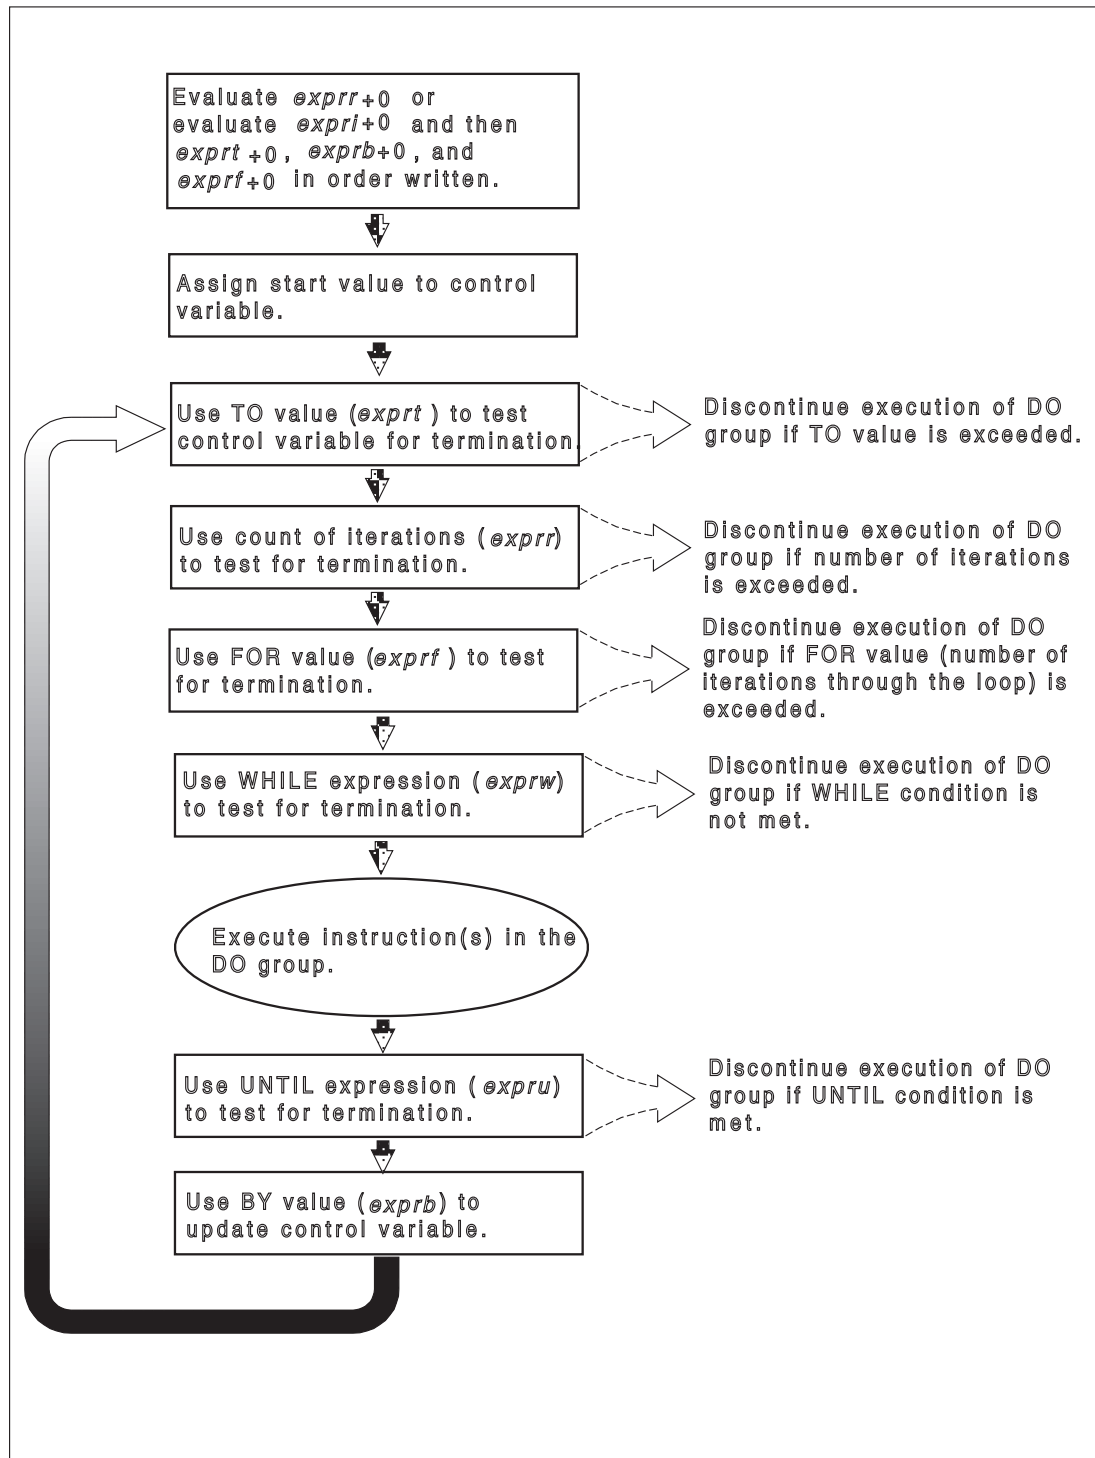 Evaluate exprr+0 or
evaluate expri+0 and then
exprt +0, exprb+0, and
exprf+0 in order written.
Assign start value to control
variable.
Use TO value (exprt ) to test
control variable for termination.
Discontinue execution of DO
group if TO value is exceeded.
Use count of iterations (exprr)
to test for termination.
Discontinue execution of DO
group if number of iterations
is exceeded.
Use FOR value (exprf ) to test
for termination.
Discontinue execution of DO
group if FOR value (number of
iterations through the loop) is
exceeded.
Use WHILE expression (exprw)
to test for termination.
Discontinue execution of DO
group if WHILE condition is
not met.
Execute instruction(s) in the
DO group.
Use UNTIL expression (expru)
to test for termination.
Discontinue execution of DO
group if UNTIL condition is
met.
Use BY value (exprb) to
update control variable.